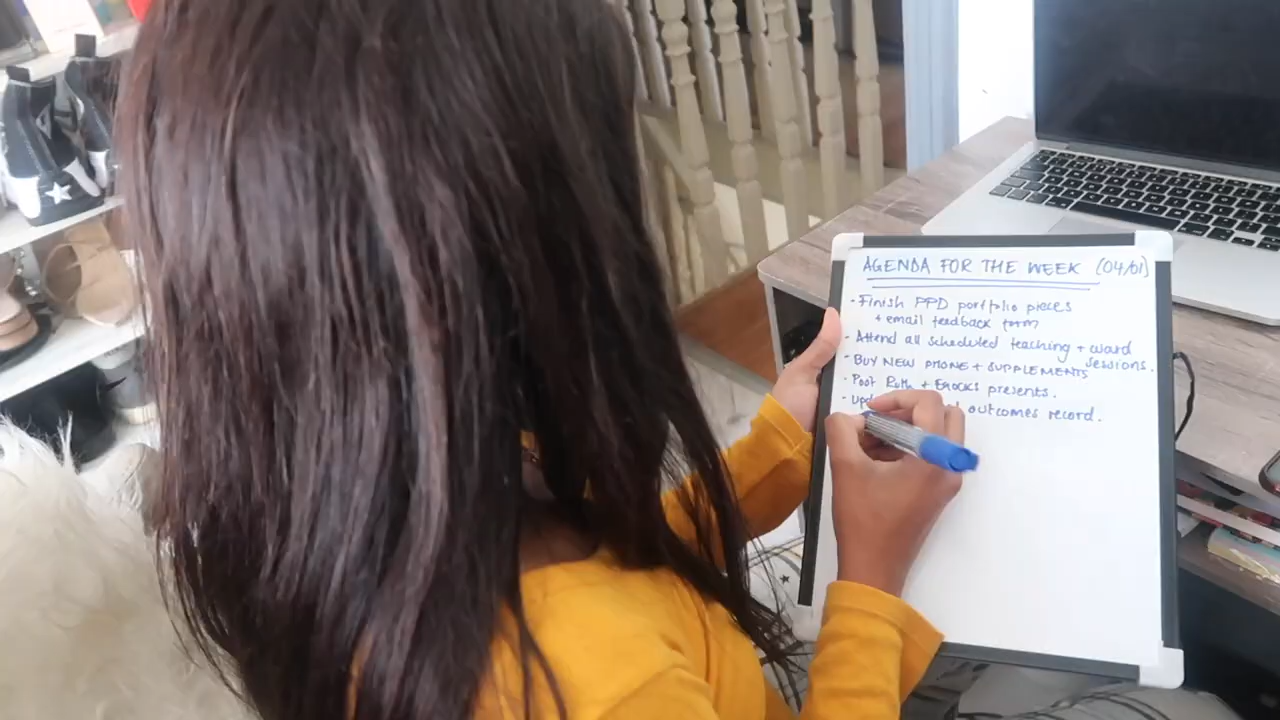 AGENDA FOR THE WEEK (04/01)
- Finish PPD portfolio pieces
+ email feedback form
- Attend all scheduled teaching + ward
sessions.
- BUY NEW PHONE + SUPPLEMENTS
- Post Ruth + presents.
- outcomes record.